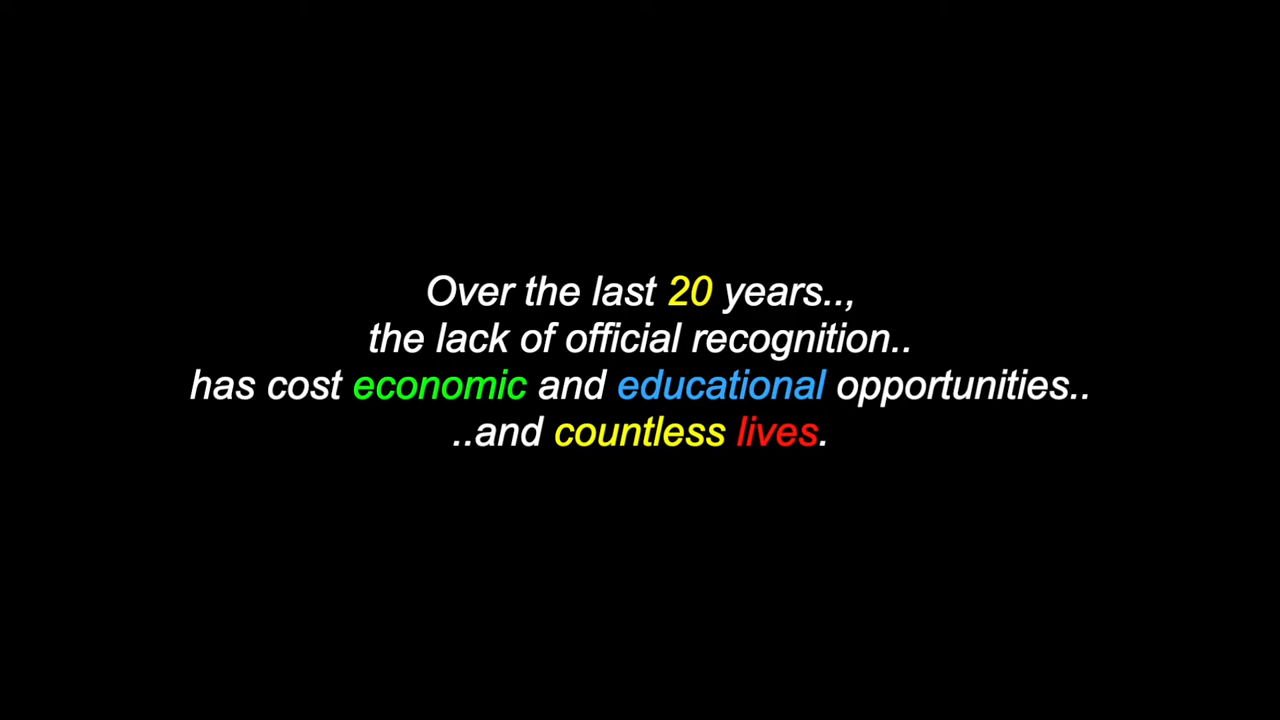 Over the last 20 years..,
the lack of official recognition..
has cost economic and educational opportunities..
..and countless lives.